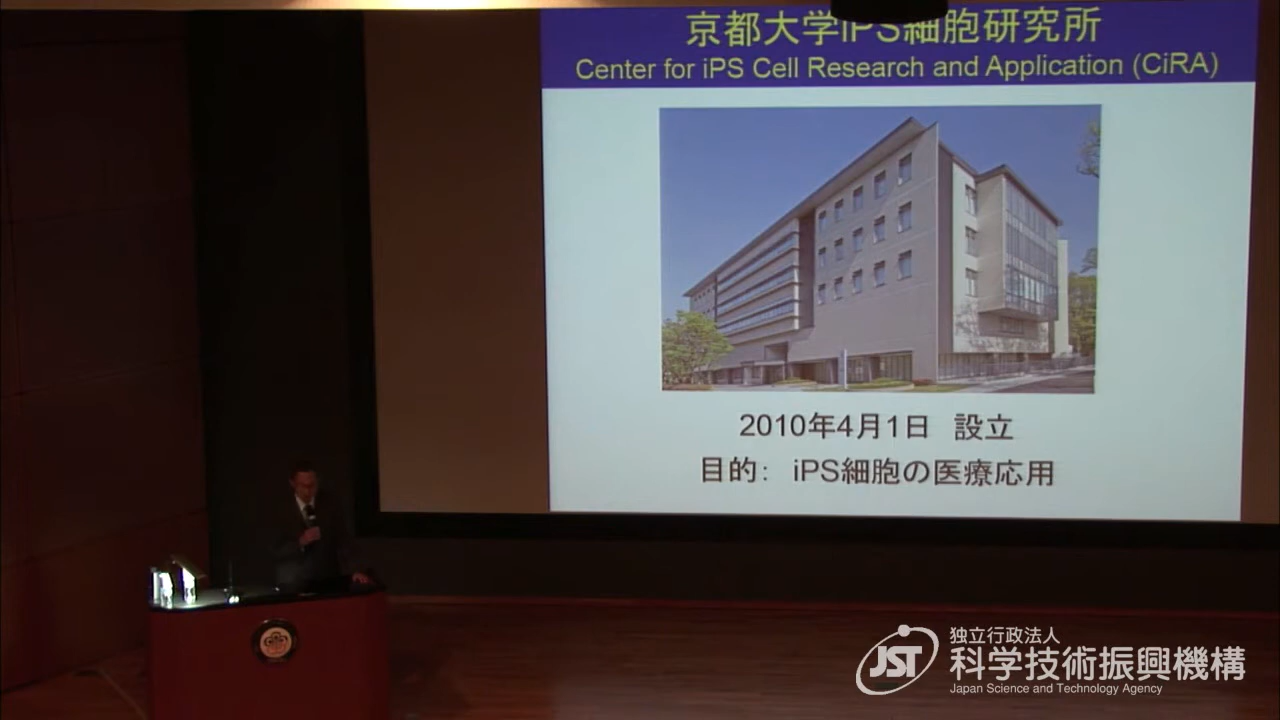 京都大学iPS細胞研究所
Center for iPS Cell Research and Application (CiRA)
2010年4月1日 設立
目的: iPS細胞の医療応用
JST
独立行政法人
科学技術振興機構
Japan Science and Technology Agency